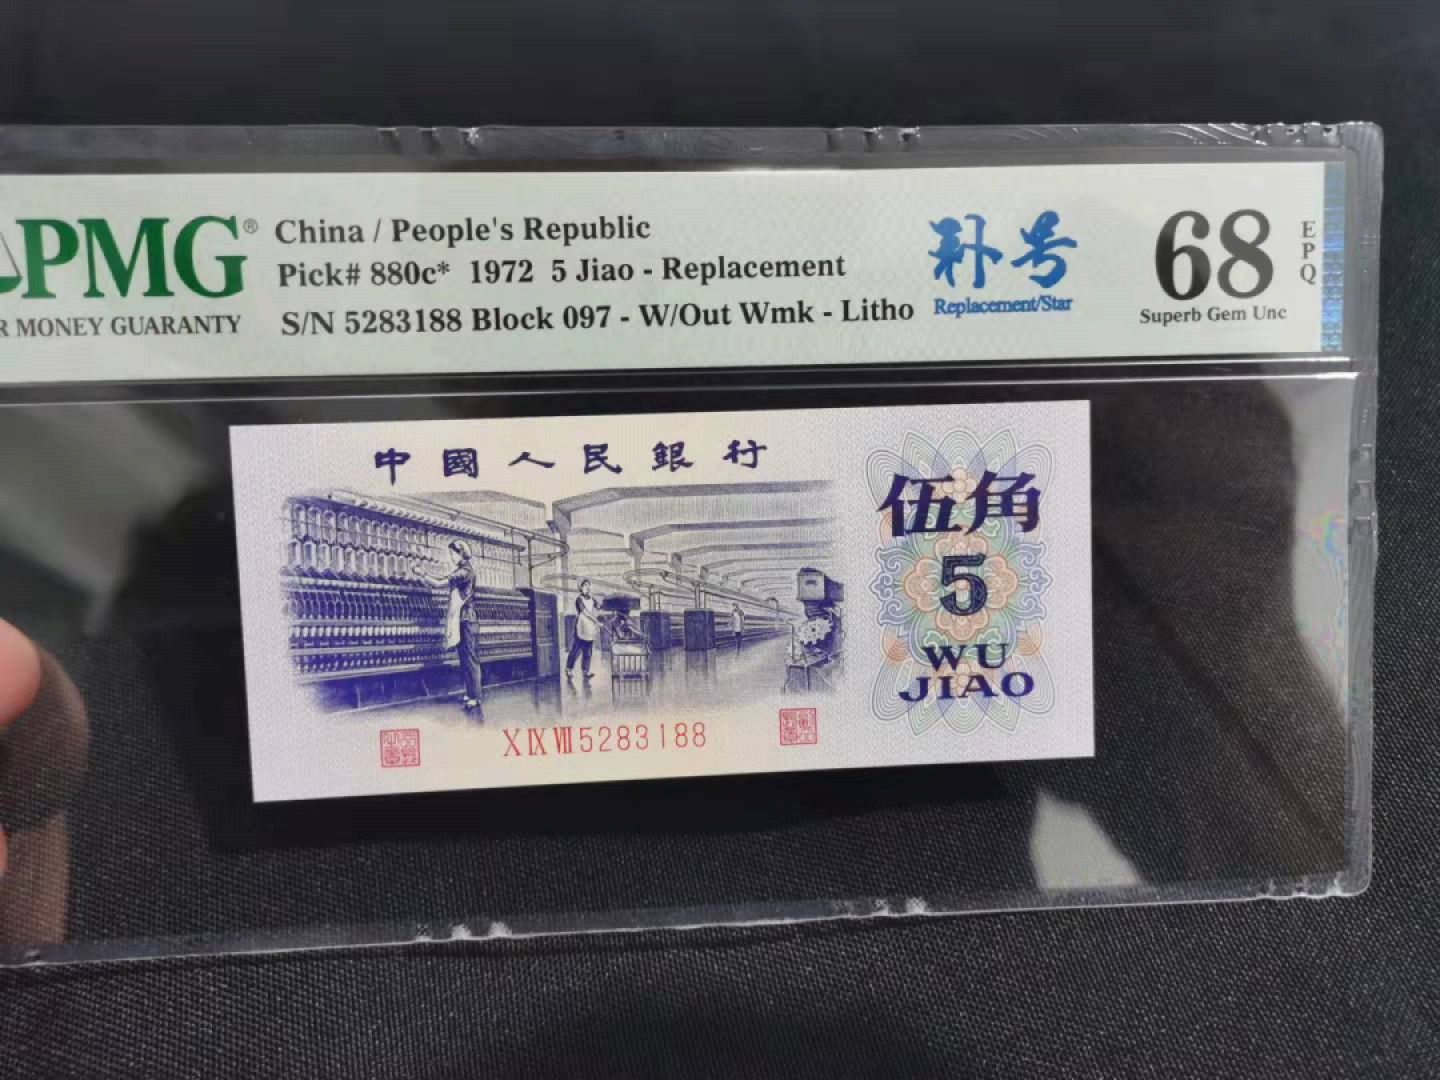 PMG®
R MONEY GUARANTY
China / People's Republic
Pick# 880c* 1972 5 Jiao - Replacement
S/N 5283188 Block 097 - W/Out Wmk - Litho
补号
Replacement/Star
68
EPQ
Superb Gem Unc
中國人民銀行
伍角
5
WU
JIAO
X IX VII 5283188